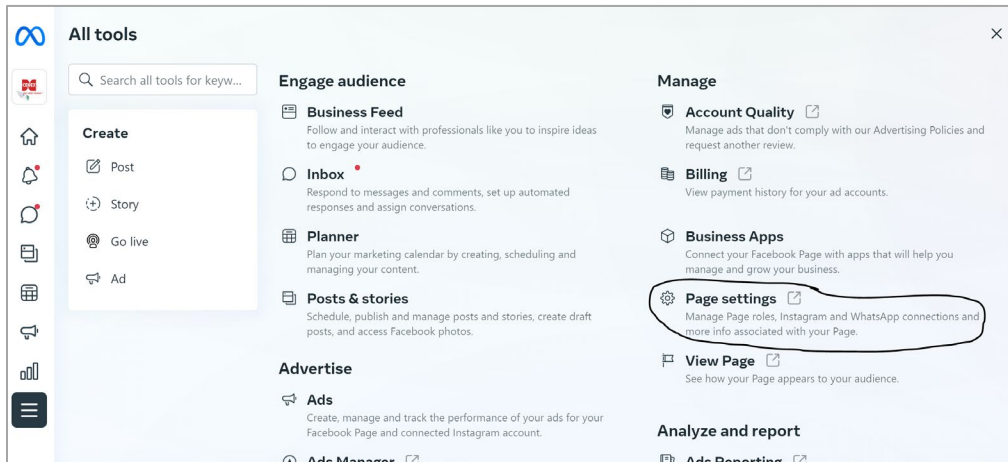 All tools
Search all tools for keyw...
Create
Post
Story
Go live
Ad
Engage audience
Business Feed
Follow and interact with professionals like you to inspire ideas
to engage your audience.
Inbox
Respond to messages and comments, set up automated
responses and assign conversations.
Planner
Plan your marketing calendar by creating, scheduling and
managing your content.
Posts & stories
Schedule, publish and manage posts and stories, create draft
posts, and access Facebook photos.
Advertise
Ads
Create, manage and track the performance of your ads for your
Facebook Page and connected Instagram account.
Ads Manager
Manage
Account Quality
Manage ads that don't comply with our Advertising Policies and
request another review.
Billing
View payment history for your ad accounts.
Business Apps
Connect your Facebook Page with apps that will help you
manage and grow your business.
Page settings
Manage Page roles, Instagram and WhatsApp connections and
more info associated with your Page.
View Page
See how your Page appears to your audience.
Analyze and report
Ads Reporting